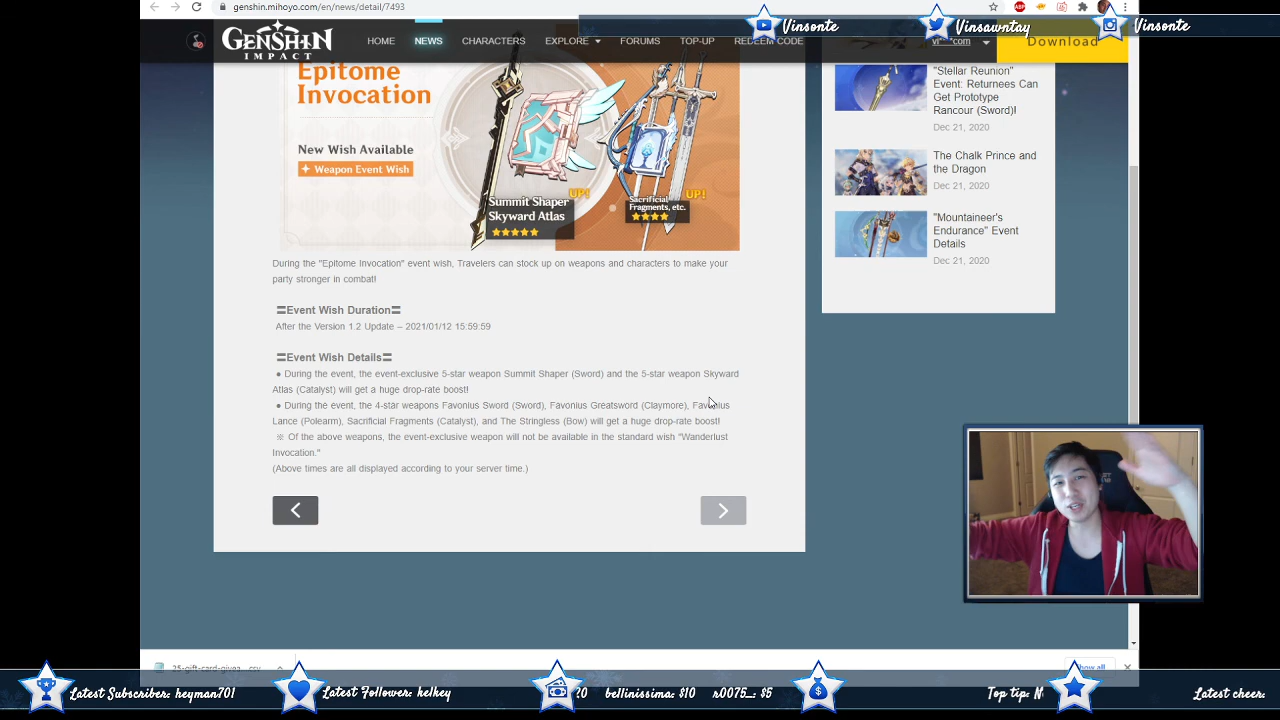 genshin.mihoyo.com/en/news/detail/7493
Vinsonte
Vinsawntay
Vinsonte
GENSHIN
IMPACT
HOME
NEWS
CHARACTERS
EXPLORE
FORUMS
TOP-UP
REDEEM CODE
Download
Epitome
Invocation
New Wish Available
Weapon Event Wish
UP!
Summit Shaper
Skyward Atlas
UP!
Sacrificial
Fragments, etc.
"Stellar Reunion"
Event: Returnees Can
Get Prototype
Rancour (Sword)!
Dec 21, 2020
The Chalk Prince and
the Dragon
Dec 21, 2020
"Mountaineer's
Endurance" Event
Details
Dec 21, 2020
During the "Epitome Invocation" event wish, Travelers can stock up on weapons and characters to make your
party stronger in combat!
〓Event Wish Duration〓
After the Version 1.2 Update – 2021/01/12 15:59:59
〓Event Wish Details〓
● During the event, the event-exclusive 5-star weapon Summit Shaper (Sword) and the 5-star weapon Skyward
Atlas (Catalyst) will get a huge drop-rate boost!
● During the event, the 4-star weapons Favonius Sword (Sword), Favonius Greatsword (Claymore), Favonius
Lance (Polearm), Sacrificial Fragments (Catalyst), and The Stringless (Bow) will get a huge drop-rate boost!
※ Of the above weapons, the event-exclusive weapon will not be available in the standard wish "Wanderlust
Invocation."
(Above times are all displayed according to your server time.)
25-gift-card-givea....csv
Show all
Latest Subscriber: heyman701
Latest Follower: kelkey
bellinissima: $10
r0075_: $5
Top tip:
Latest cheer: